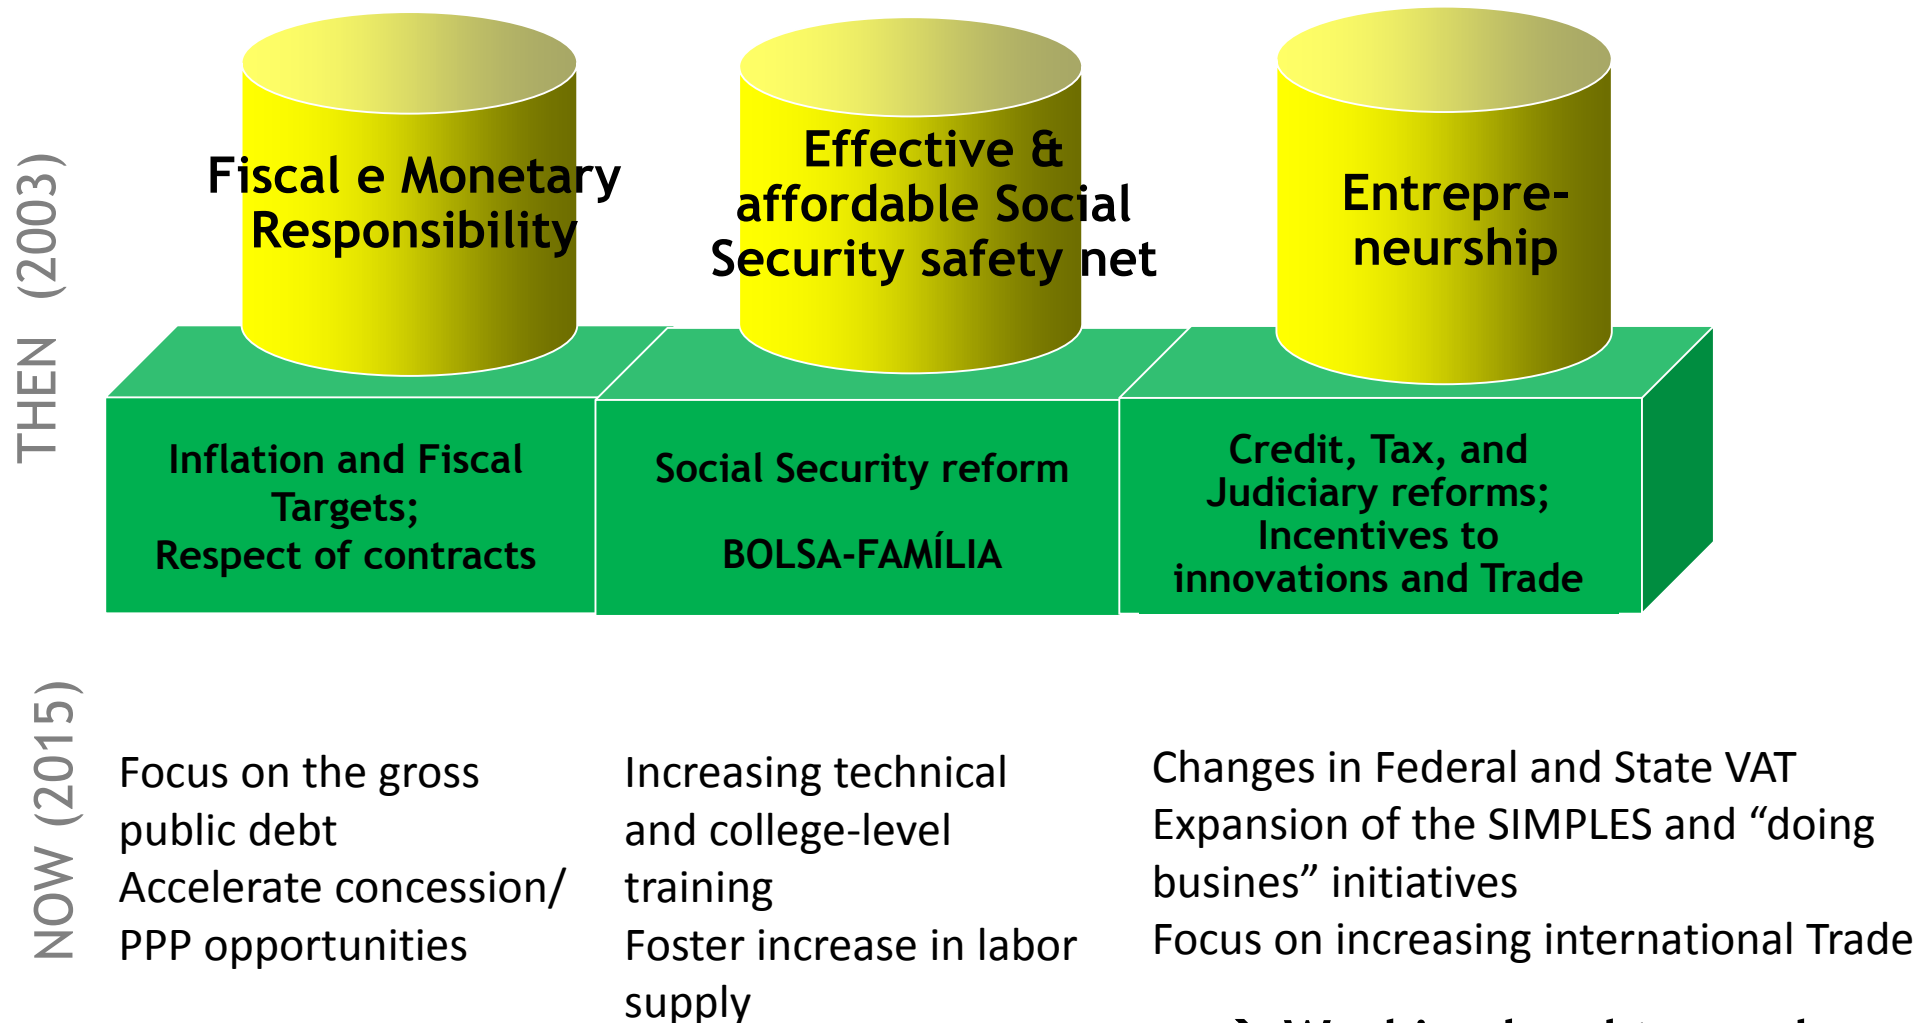 THEN (2003)
Fiscal e Monetary
Responsibility
Effective &
affordable Social
Security safety net
Entrepre-
neurship
Inflation and Fiscal
Targets;
Respect of contracts
Social Security reform
BOLSA-FAMÍLIA
Credit, Tax, and
Judiciary reforms;
Incentives to
innovations and Trade
NOW (2015)
Focus on the gross
public debt
Accelerate concession/
PPP opportunities
Increasing technical
and college-level
training
Foster increase in labor
supply
Changes in Federal and State VAT
Expansion of the SIMPLES and “doing
busines” initiatives
Focus on increasing international Trade